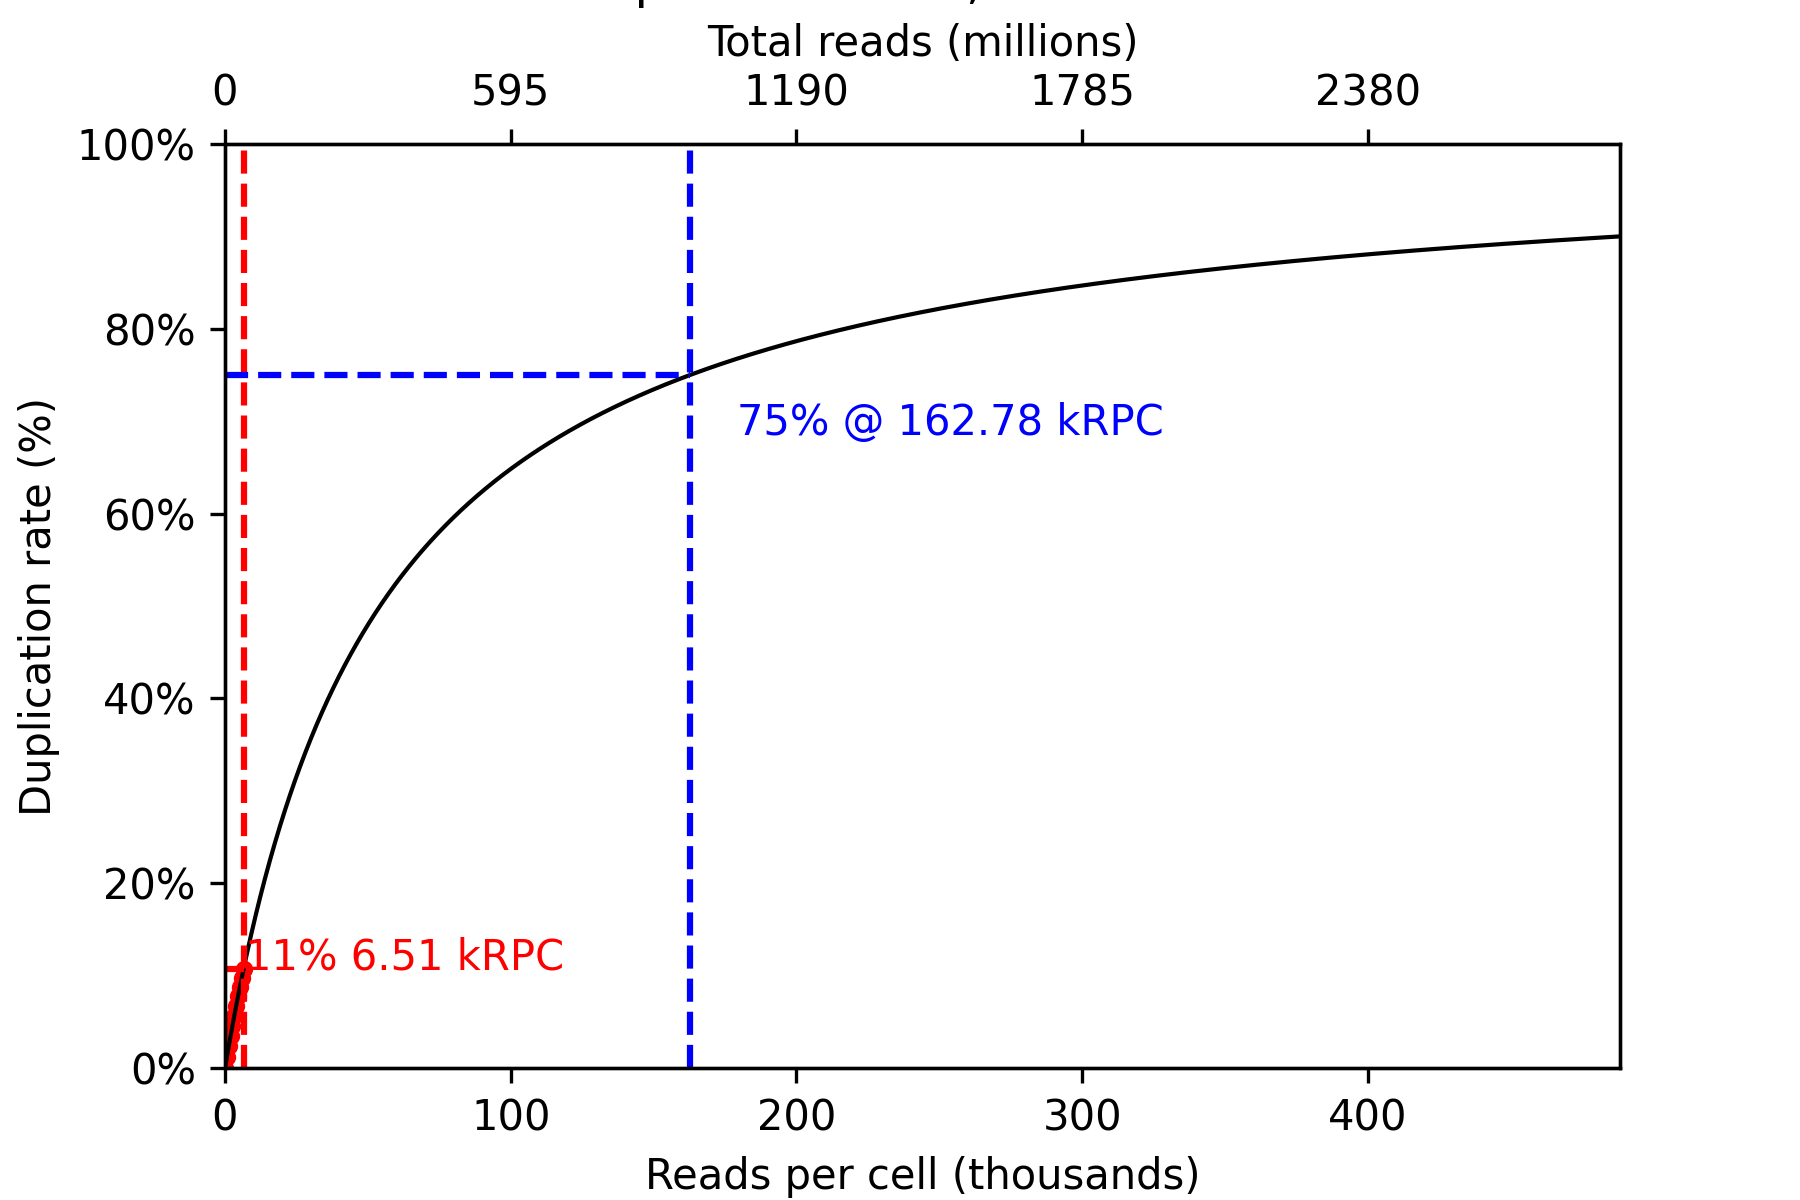 Total reads (millions)
0 595 1190 1785 2380
100%
80%
75% @ 162.78 kRPC
60%
40%
20%
11% 6.51 kRPC
0%
Duplication rate (%)
0 100 200 300 400
Reads per cell (thousands)